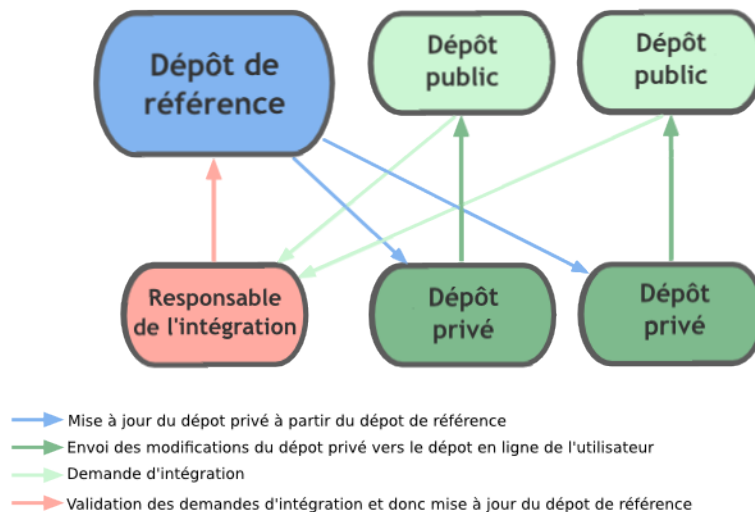 Dépôt de
référence
Dépôt
public
Dépôt
public
Responsable
de l'intégration
Dépôt
privé
Dépôt
privé
Mise à jour du dépot privé à partir du dépot de référence
Envoi des modifications du dépot privé vers le dépot en ligne de l'utilisateur
Demande d'intégration
Validation des demandes d'intégration et donc mise à jour du dépot de référence